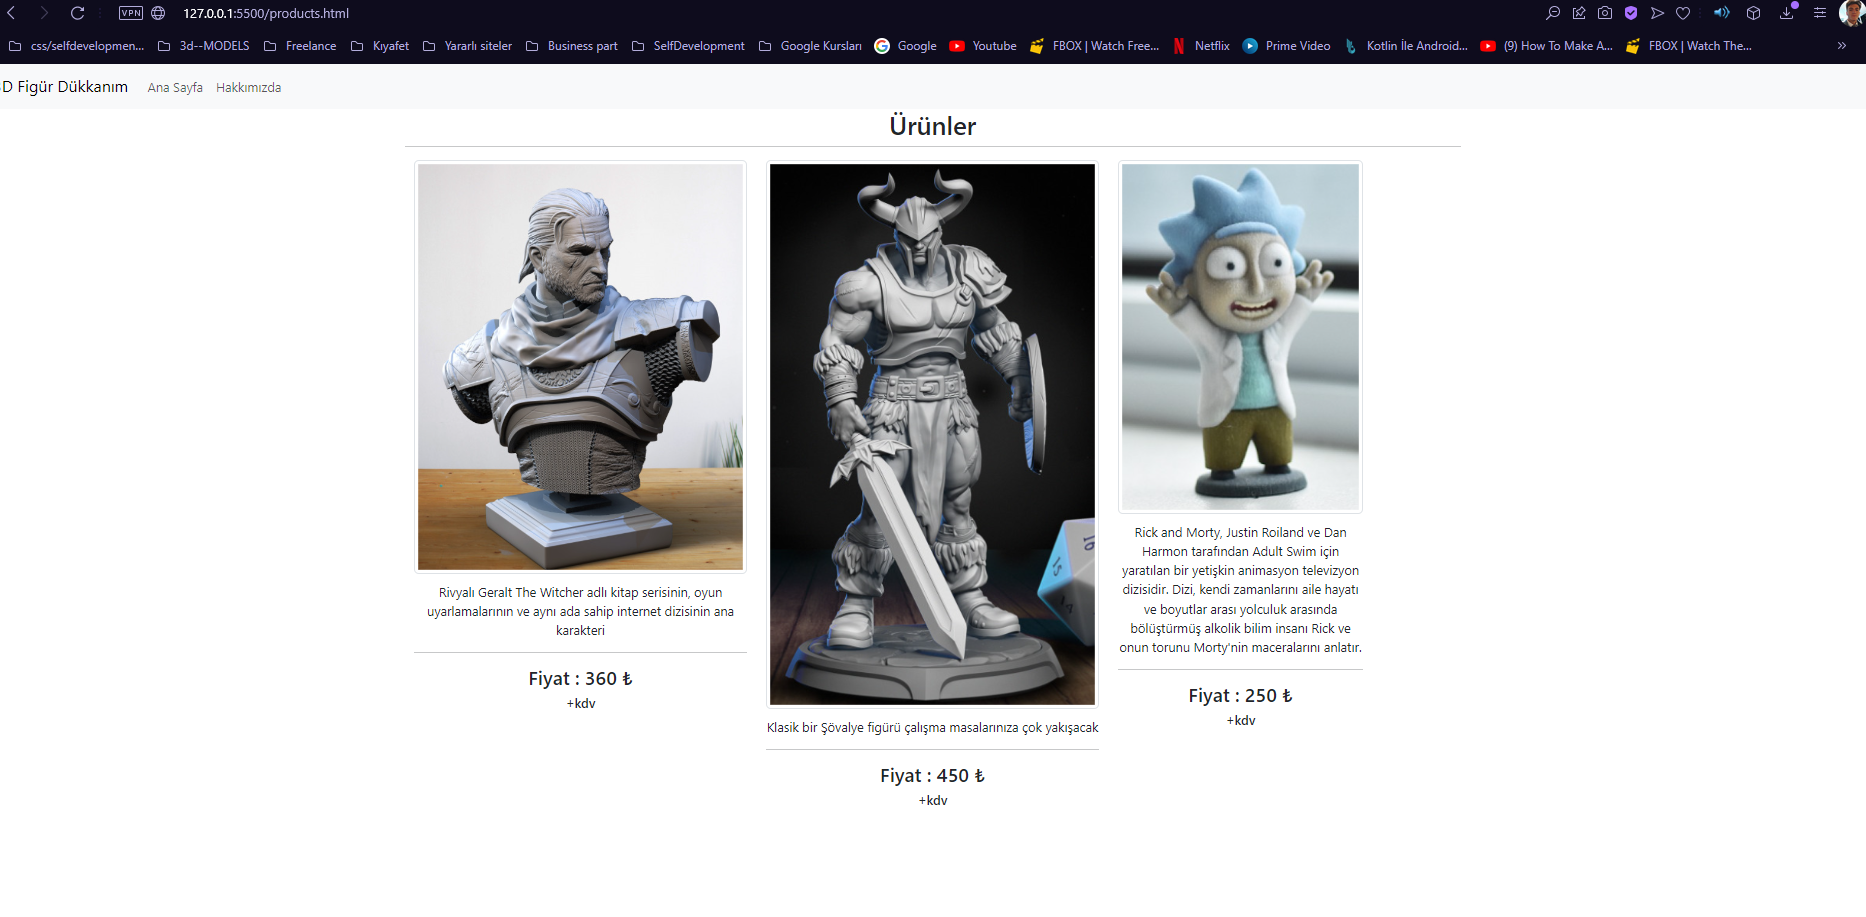 VPN 127.0.0.1:5500/products.html
css/selfdevelopmen... 3d--MODELS Freelance Kıyafet Yararlı siteler Business part SelfDevelopment Google Kursları Google Youtube FBOX | Watch Free... Netflix Prime Video Kotlin İle Android... (9) How To Make A... FBOX | Watch The... »
D Figür Dükkanım Ana Sayfa Hakkımızda
Ürünler
Rivyalı Geralt The Witcher adlı kitap serisinin, oyun
uyarlamalarının ve aynı ada sahip internet dizisinin ana
karakteri
Fiyat : 360 ₺
+kdv
16
15
17
Klasik bir Şövalye figürü çalışma masalarınıza çok yakışacak
Fiyat : 450 ₺
+kdv
Rick and Morty, Justin Roiland ve Dan
Harmon tarafından Adult Swim için
yaratılan bir yetişkin animasyon televizyon
dizisidir. Dizi, kendi zamanlarını aile hayatı
ve boyutlar arası yolculuk arasında
bölüştürmüş alkolik bilim insanı Rick ve
onun torunu Morty'nin maceralarını anlatır.
Fiyat : 250 ₺
+kdv